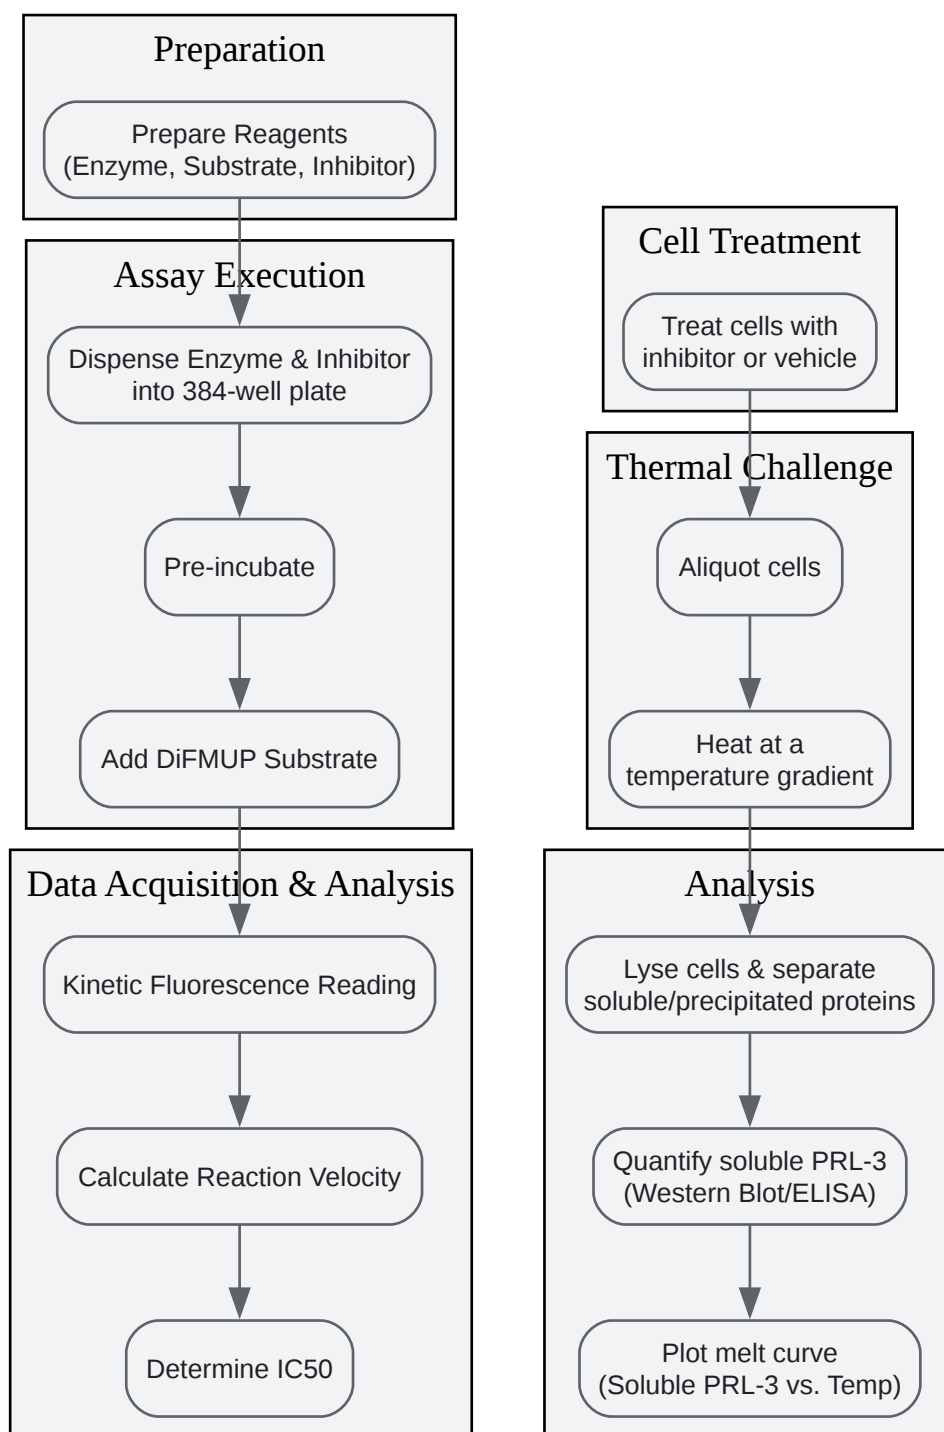 Preparation
Prepare Reagents
(Enzyme, Substrate, Inhibitor)
Assay Execution
Dispense Enzyme & Inhibitor
into 384-well plate
Pre-incubate
Add DiFMUP Substrate
Data Acquisition & Analysis
Kinetic Fluorescence Reading
Calculate Reaction Velocity
Determine IC50
Cell Treatment
Treat cells with
inhibitor or vehicle
Thermal Challenge
Aliquot cells
Heat at a
temperature gradient
Analysis
Lyse cells & separate
soluble/precipitated proteins
Quantify soluble PRL-3
(Western Blot/ELISA)
Plot melt curve
(Soluble PRL-3 vs. Temp)